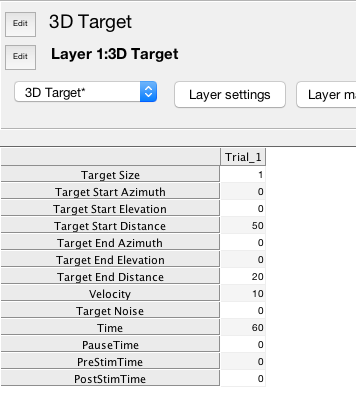 Edit 3D Target
Edit Layer 1:3D Target
3D Target* Layer settings
Trial_1
Target Size 1
Target Start Azimuth 0
Target Start Elevation 0
Target Start Distance 50
Target End Azimuth 0
Target End Elevation 0
Target End Distance 20
Velocity 10
Target Noise 0
Time 60
PauseTime 0
PreStimTime 0
PostStimTime 0